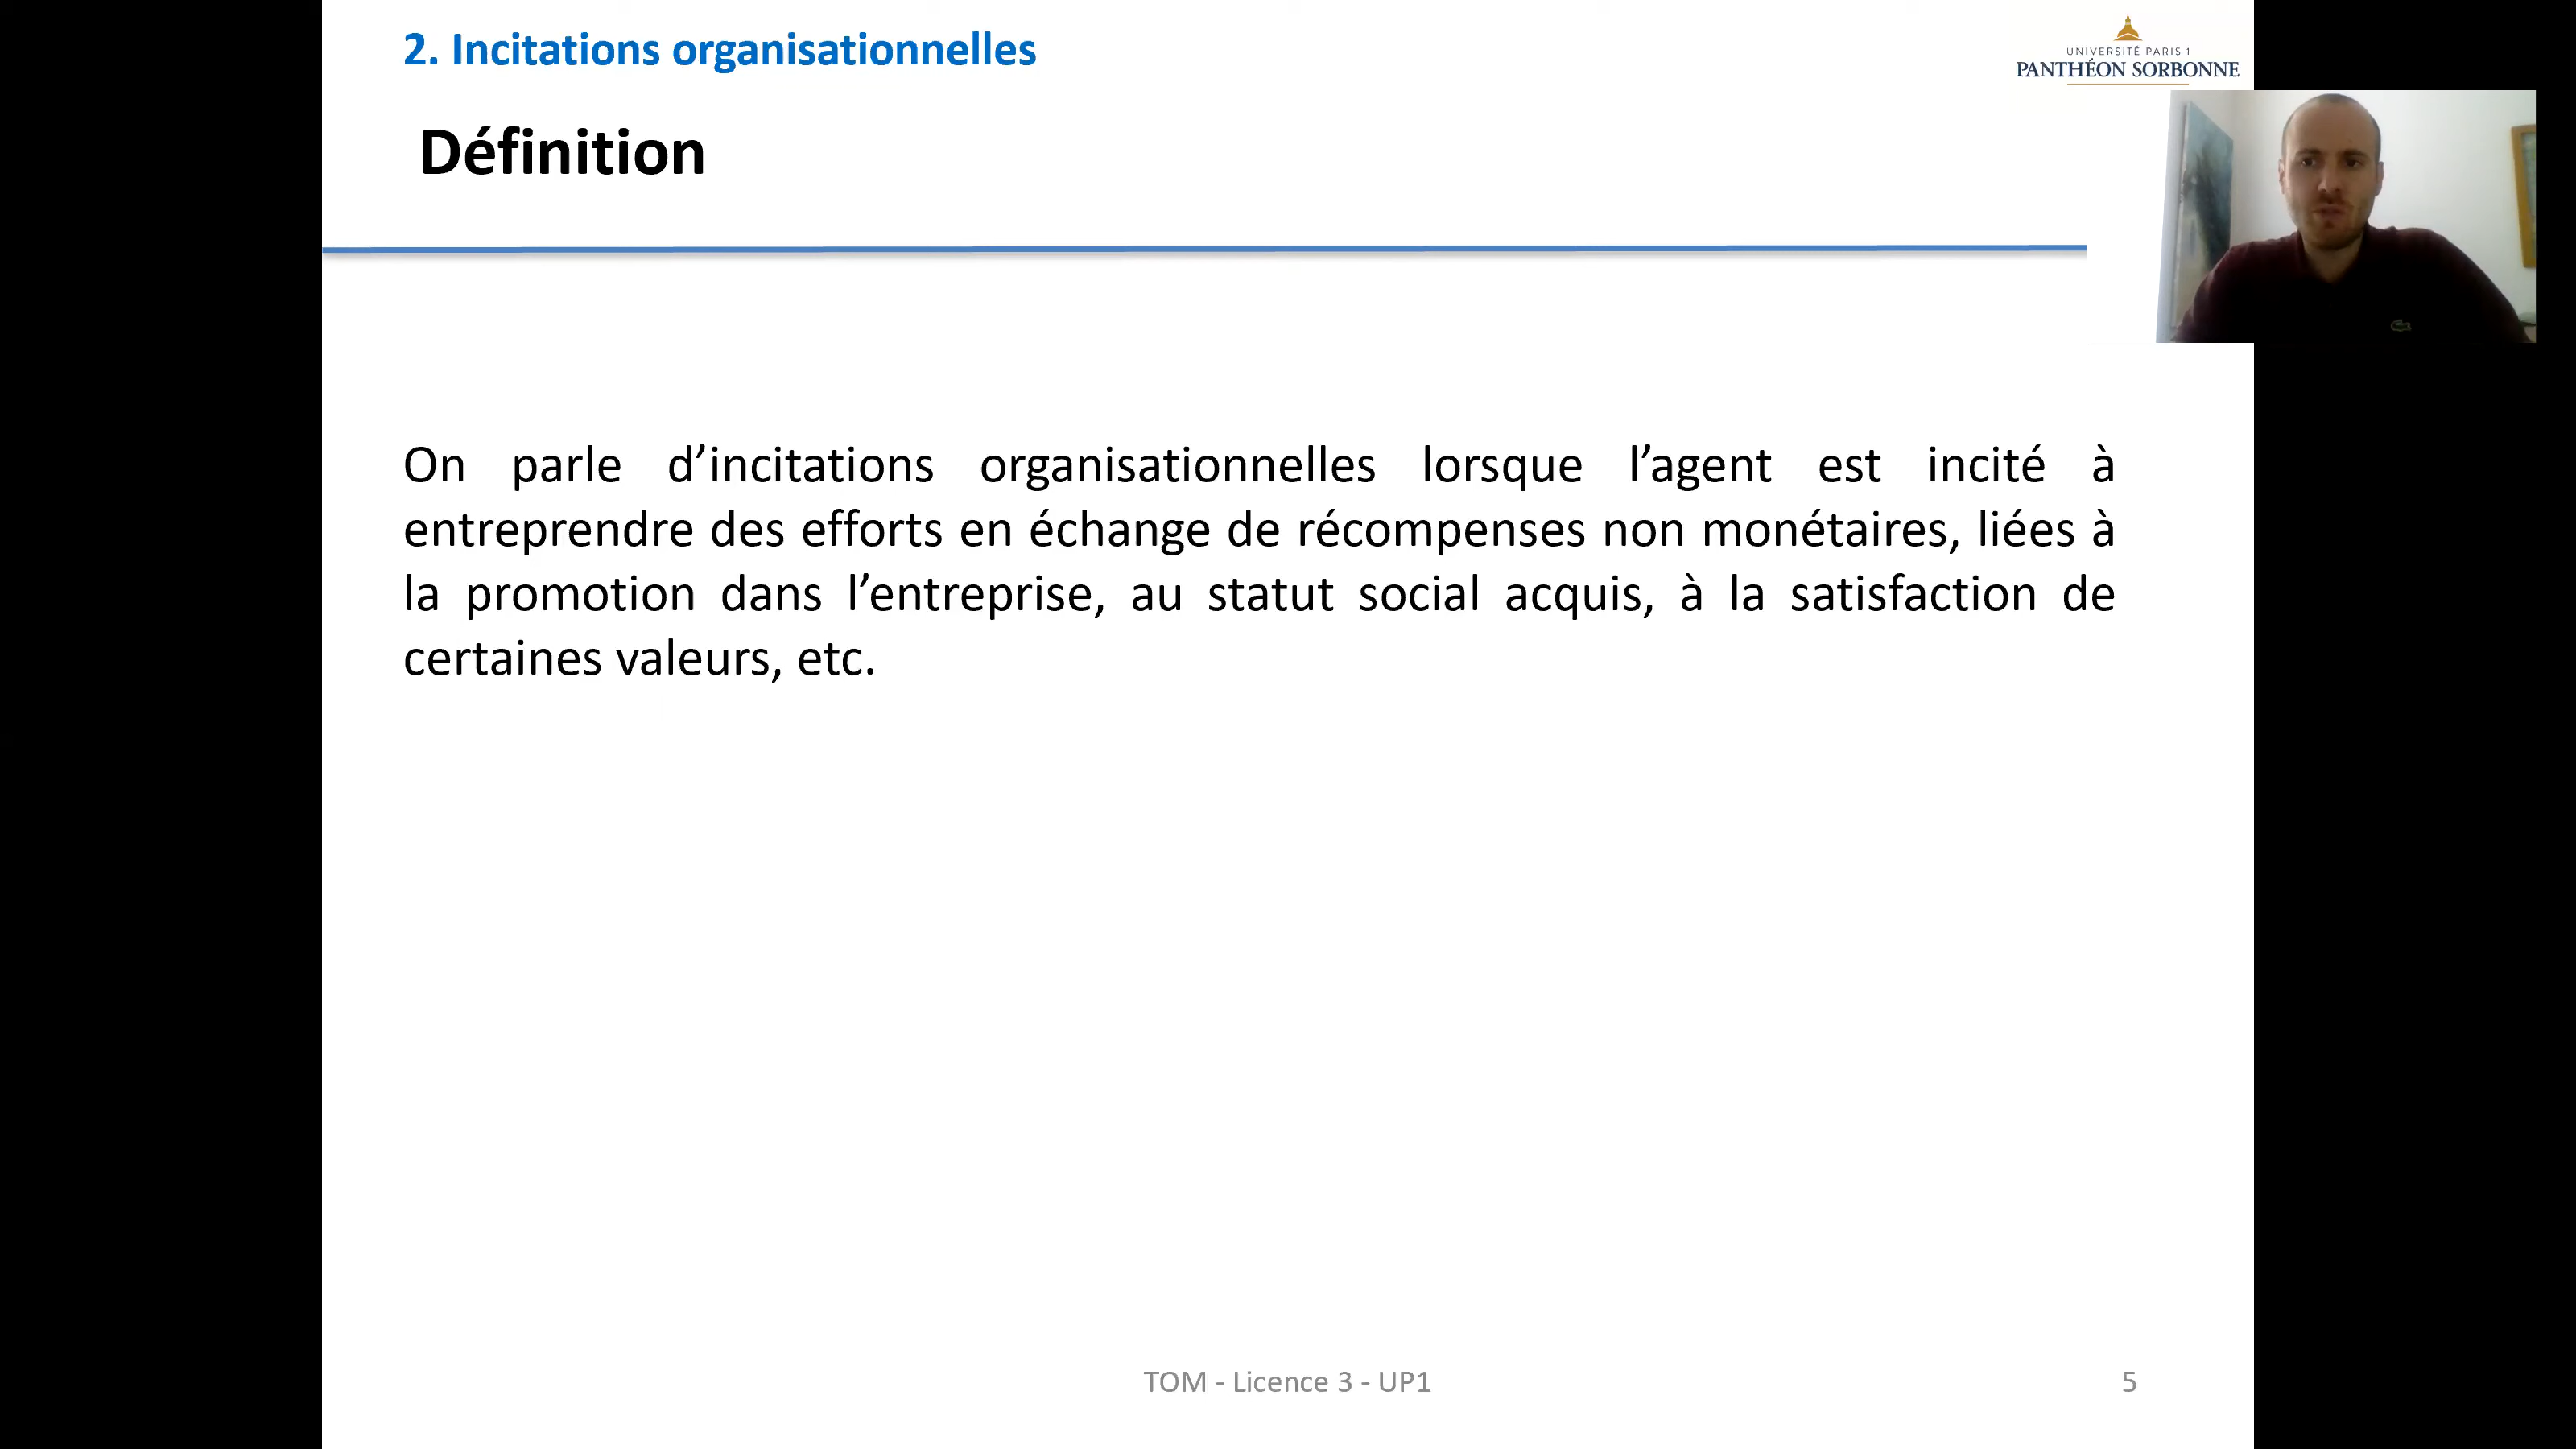 2. Incitations organisationnelles
UNIVERSITÉ PARIS 1
PANTHÉON SORBONNE
Définition
On parle d’incitations organisationnelles lorsque l’agent est incité à
entreprendre des efforts en échange de récompenses non monétaires, liées à
la promotion dans l’entreprise, au statut social acquis, à la satisfaction de
certaines valeurs, etc.
TOM - Licence 3 - UP1
5